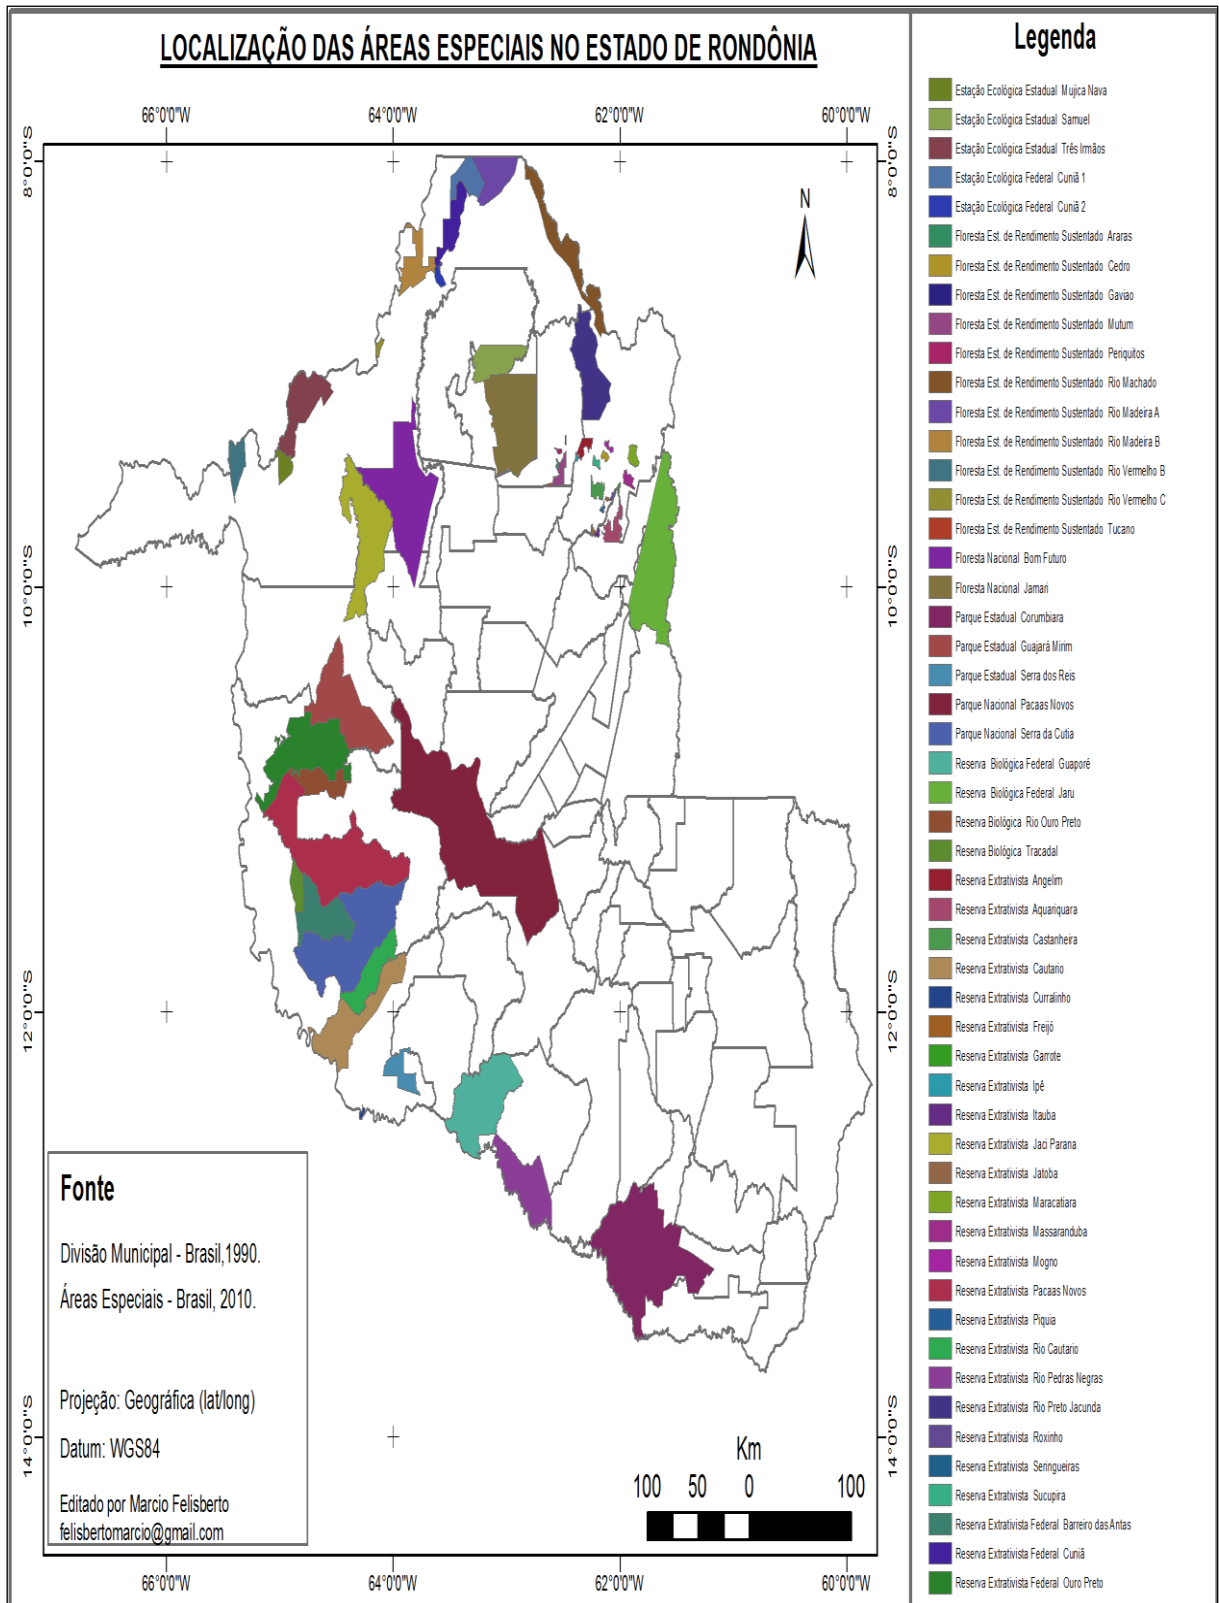 LOCALIZAÇÃO DAS ÁREAS ESPECIAIS NO ESTADO DE RONDÔNIA
66°0'0"W 64°0'0"W 62°0'0"W 60°0'0"W
8°0'0"S 8°0'0"S
N
10°0'0"S 10°0'0"S
12°0'0"S 12°0'0"S
14°0'0"S 14°0'0"S
Fonte
Divisão Municipal - Brasil,1990.
Áreas Especiais - Brasil, 2010.
Projeção: Geográfica (lat/long)
Datum: WGS84
Editado por Marcio Felisberto
felisbertomarcio@gmail.com
Km
100 50 0 100
66°0'0"W 64°0'0"W 62°0'0"W 60°0'0"W
Legenda
Estação Ecológica Estadual Mujica Nava
Estação Ecológica Estadual Samuel
Estação Ecológica Estadual Três Irmãos
Estação Ecológica Federal Cuniã 1
Estação Ecológica Federal Cuniã 2
Floresta Est. de Rendimento Sustentado Araras
Floresta Est. de Rendimento Sustentado Cedro
Floresta Est. de Rendimento Sustentado Gaviao
Floresta Est. de Rendimento Sustentado Mutum
Floresta Est. de Rendimento Sustentado Periquitos
Floresta Est. de Rendimento Sustentado Rio Machado
Floresta Est. de Rendimento Sustentado Rio Madeira A
Floresta Est. de Rendimento Sustentado Rio Madeira B
Floresta Est. de Rendimento Sustentado Rio Vermelho B
Floresta Est. de Rendimento Sustentado Rio Vermelho C
Floresta Est. de Rendimento Sustentado Tucano
Floresta Nacional Bom Futuro
Floresta Nacional Jamari
Parque Estadual Corumbiara
Parque Estadual Guajará Mirim
Parque Estadual Serra dos Reis
Parque Nacional Pacaas Novos
Parque Nacional Serra da Cutia
Reserva Biológica Federal Guaporé
Reserva Biológica Federal Jaru
Reserva Biológica Rio Ouro Preto
Reserva Biológica Tracadal
Reserva Extrativista Angelim
Reserva Extrativista Aquariquara
Reserva Extrativista Castanheira
Reserva Extrativista Cautario
Reserva Extrativista Curralinho
Reserva Extrativista Freijó
Reserva Extrativista Garrote
Reserva Extrativista Ipê
Reserva Extrativista Itauba
Reserva Extrativista Jaci Parana
Reserva Extrativista Jatoba
Reserva Extrativista Maracatiara
Reserva Extrativista Massaranduba
Reserva Extrativista Mogno
Reserva Extrativista Pacaas Novos
Reserva Extrativista Piquia
Reserva Extrativista Rio Cautario
Reserva Extrativista Rio Pedras Negras
Reserva Extrativista Rio Preto Jacunda
Reserva Extrativista Roxinho
Reserva Extrativista Seringueiras
Reserva Extrativista Sucupira
Reserva Extrativista Federal Barreiro das Antas
Reserva Extrativista Federal Cuniã
Reserva Extrativista Federal Ouro Preto